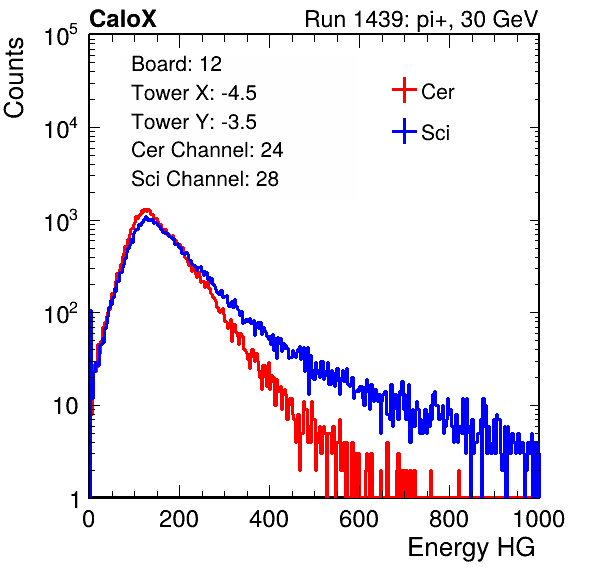 CaloX Run 1439: pi+, 30 GeV
Counts
10^5
10^4
10^3
10^2
10
1
Board: 12
Tower X: -4.5
Tower Y: -3.5
Cer Channel: 24
Sci Channel: 28
Cer
Sci
0 200 400 600 800 1000
Energy HG